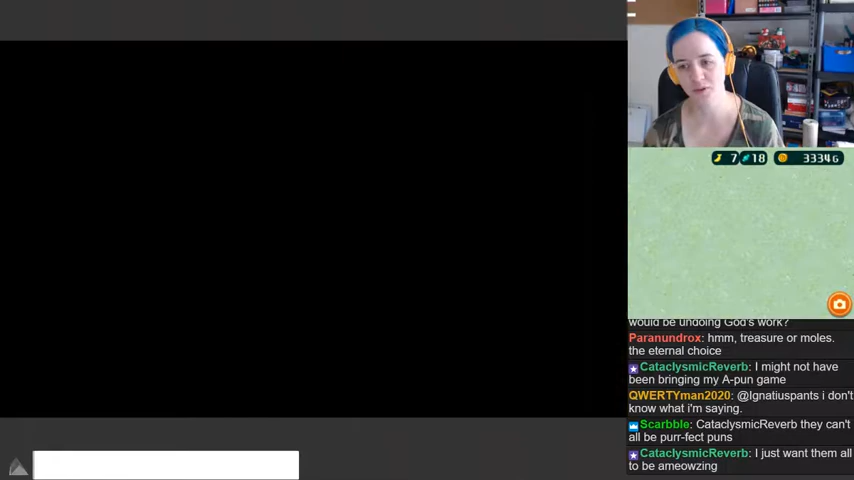 7 18 3334G
would be undoing God's work?
Paranundrox: hmm, treasure or moles.
the eternal choice
CataclysmicReverb: I might not have
been bringing my A-pun game
QWERTYman2020: @Ignatiuspants i don't
know what i'm saying.
Scarbble: CataclysmicReverb they can't
all be purr-fect puns
CataclysmicReverb: I just want them all
to be ameowzing